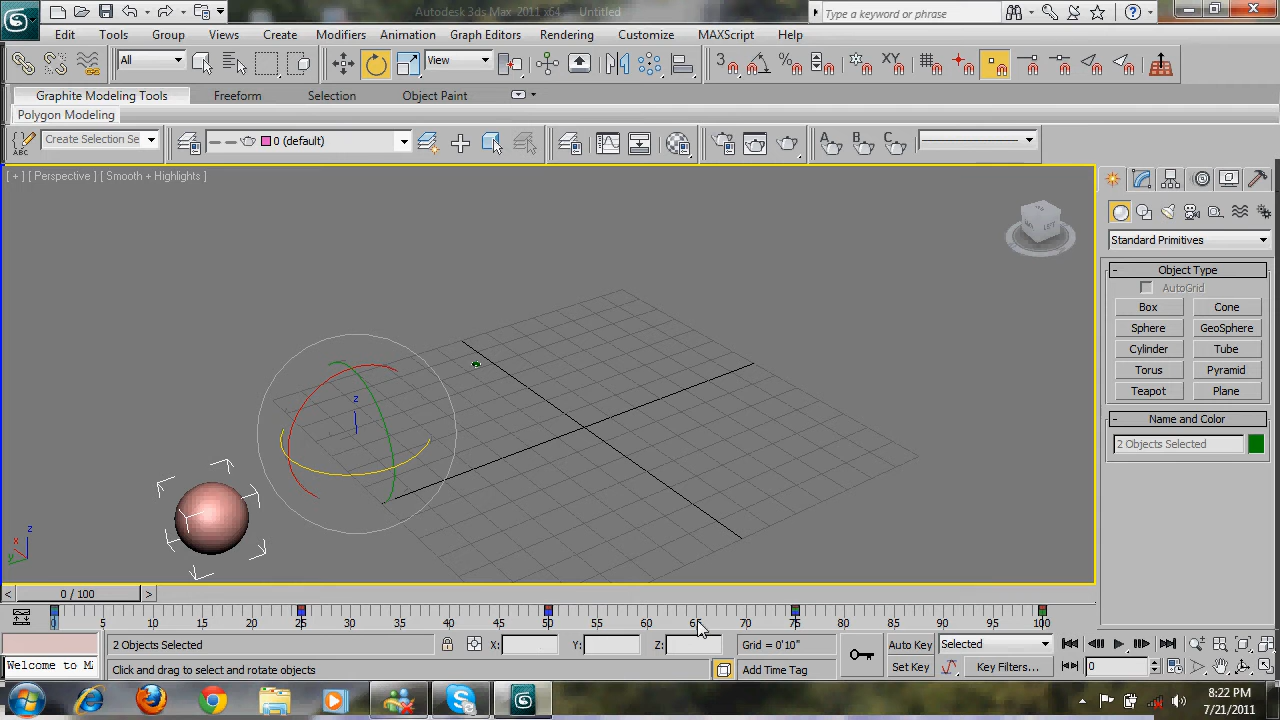 Autodesk 3ds Max 2011 x64 Untitled
Type a keyword or phrase
Edit Tools Group Views Create Modifiers Animation Graph Editors Rendering Customize MAXScript Help
All
View
3
%
XY
Graphite Modeling Tools Freeform Selection Object Paint
Polygon Modeling
ABC
Create Selection Se
0 (default)
A B C
[ + ] [ Perspective ] [ Smooth + Highlights ]
Standard Primitives
Object Type
AutoGrid
Box Cone
Sphere GeoSphere
Cylinder Tube
Torus Pyramid
Teapot Plane
Name and Color
2 Objects Selected
z
z
x
y
< 0 / 100 >
0 5 10 15 20 25 30 35 40 45 50 55 60 65 70 75 80 85 90 95 100
2 Objects Selected X: Y: Z: Grid = 0'10" Auto Key Selected
Welcome to M Click and drag to select and rotate objects Add Time Tag Set Key Key Filters... 0
8:22 PM
7/21/2011